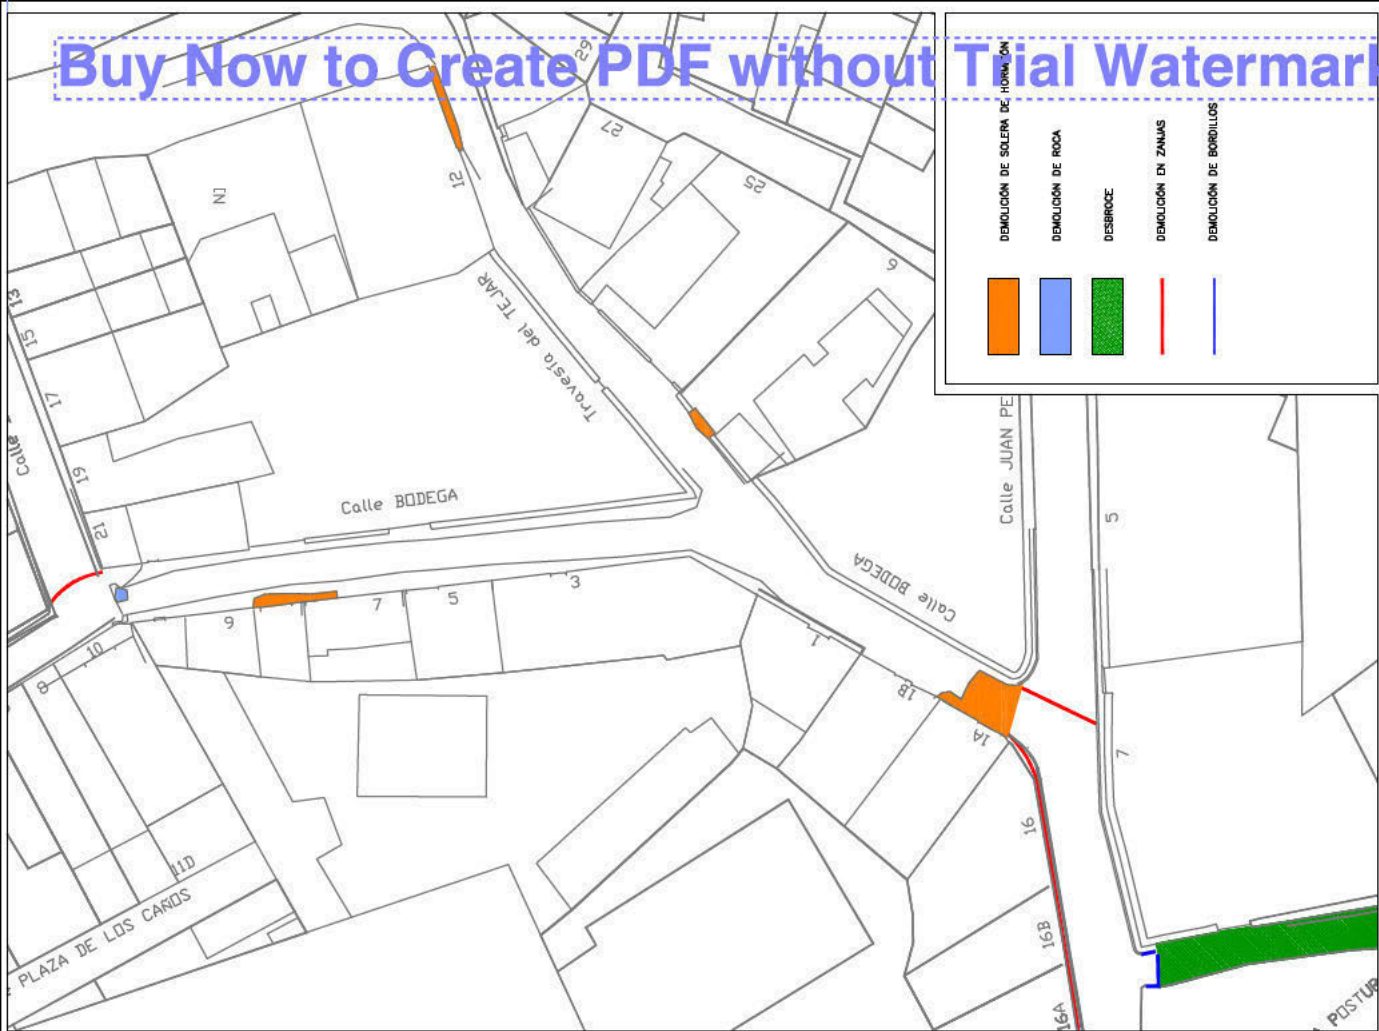 Buy Now to Create PDF without Trial Watermark
DEMOLICIÓN DE SOLERA DE HORMIGÓN
DEMOLICIÓN DE ROCA
DESBROCE
DEMOLICIÓN EN ZANJAS
DEMOLICIÓN DE BORDILLOS
29
27
25
12
NJ
6
13
15
17
19
21
Calle
Travesía del TEJAR
Calle BODEGA
Calle BODEGA
Calle JUAN PE
5
7
3
5
7
9
1
1B
1A
10
8
11D
PLAZA DE LOS CAÑOS
16
16B
16A
POSTUR